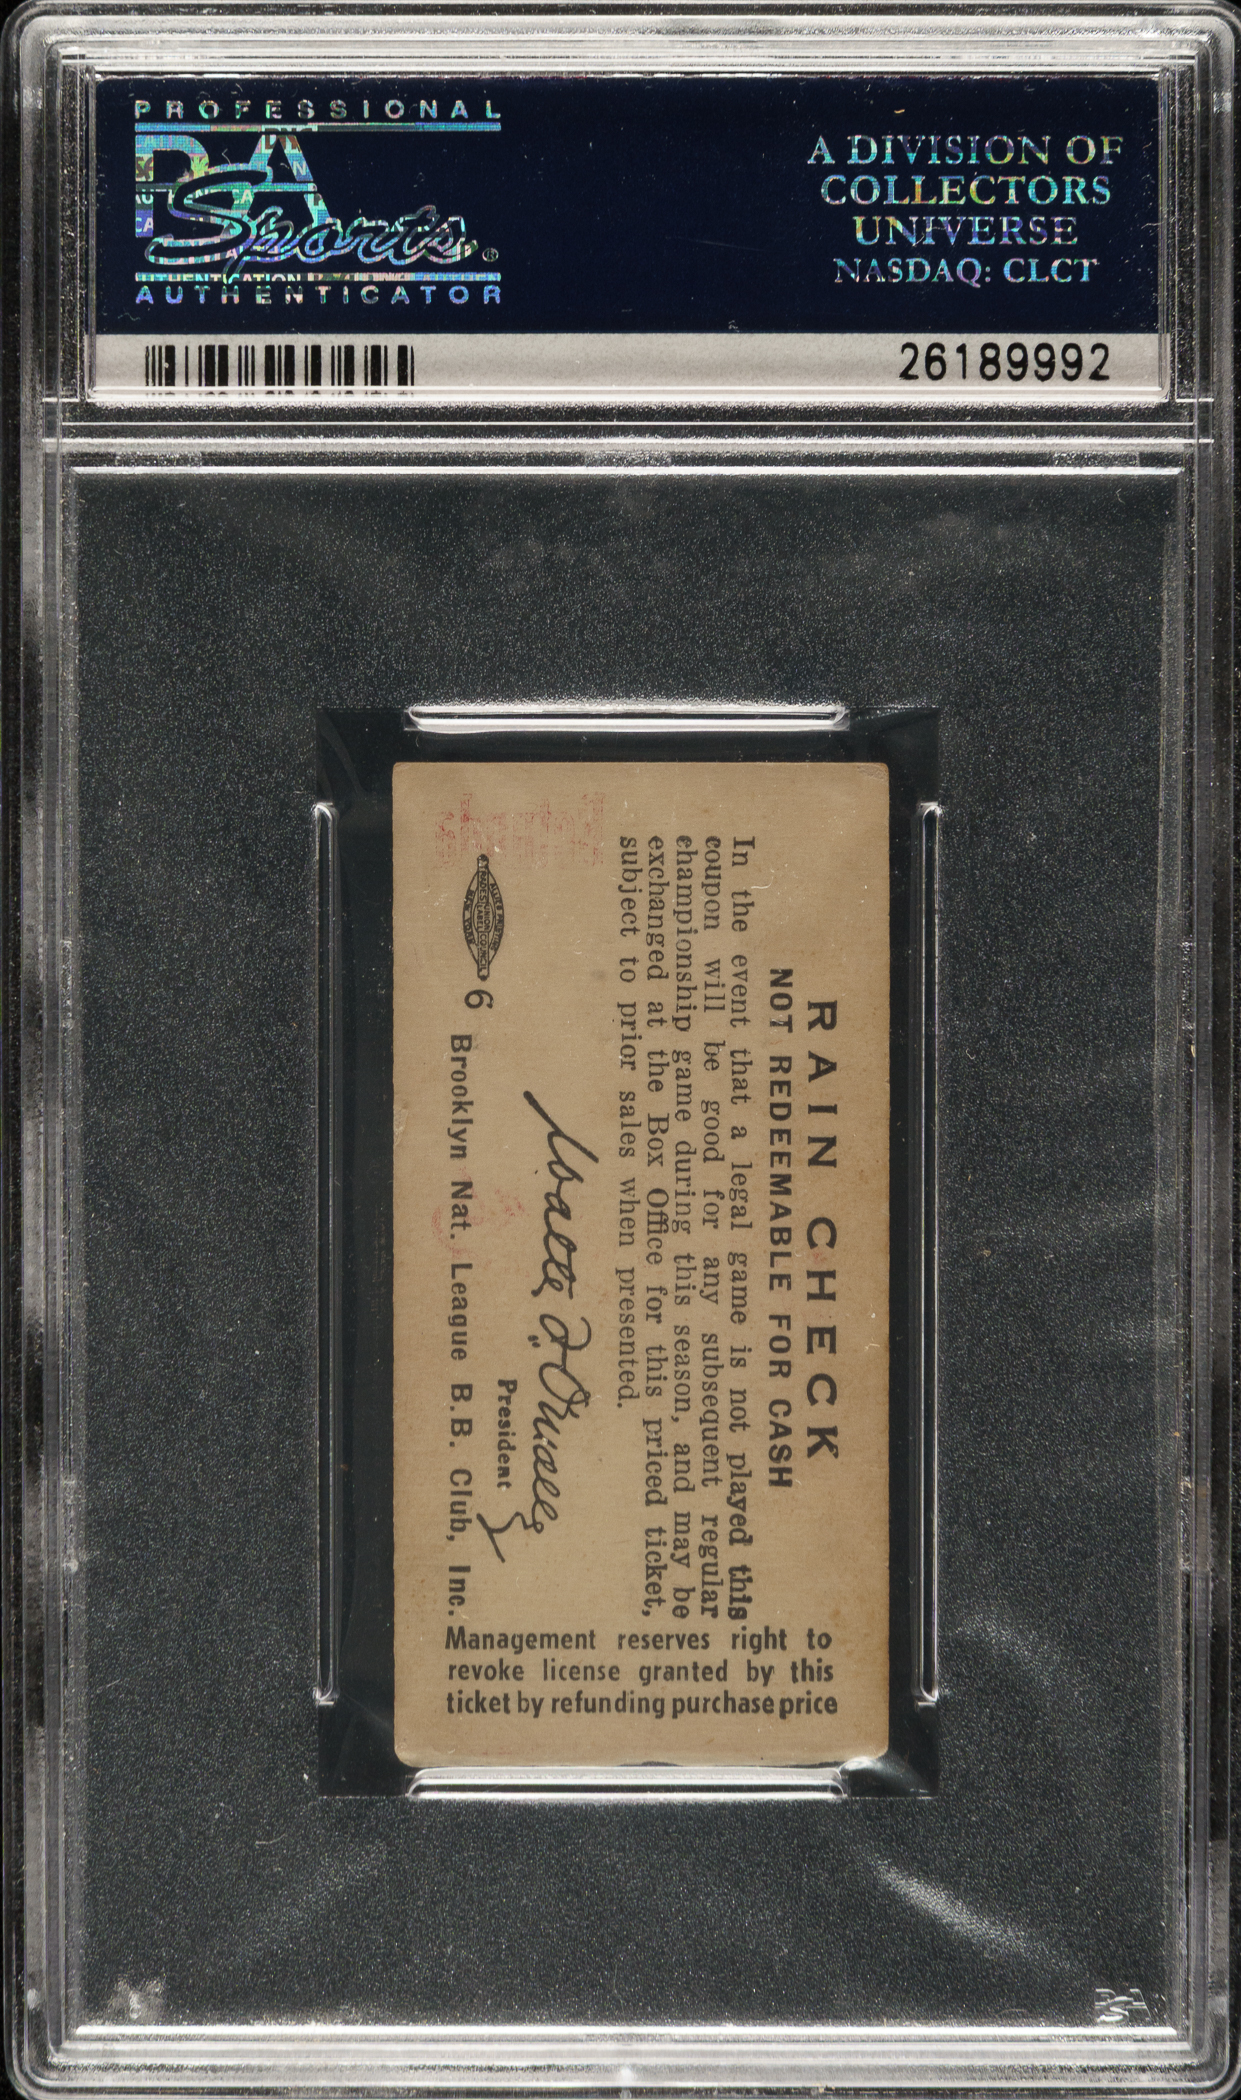 PROFESSIONAL
PSA
Sports®
AUTHENTICATOR
A DIVISION OF
COLLECTORS
UNIVERSE
NASDAQ: CLCT
26189992
RAIN CHECK
NOT REDEEMABLE FOR CASH
In the event that a legal game is not played this
coupon will be good for any subsequent regular
championship game during this season, and may be
exchanged at the Box Office for this priced ticket,
subject to prior sales when presented.
Walter F. O'Malley
President
6 Brooklyn Nat. League B.B. Club, Inc.
Management reserves right to
revoke license granted by this
ticket by refunding purchase price
PSA